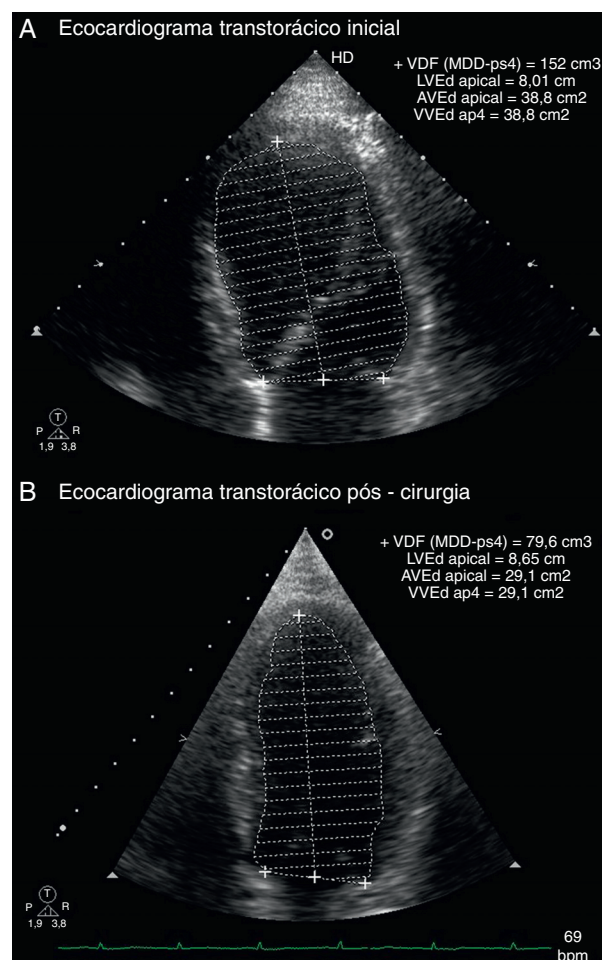 A Ecocardiograma transtorácico inicial
HD
+ VDF (MDD-ps4) = 152 cm3
LVEd apical = 8,01 cm
AVEd apical = 38,8 cm2
VVEd ap4 = 38,8 cm2
T
P R
1,9 3,8
B Ecocardiograma transtorácico pós - cirurgia
+ VDF (MDD-ps4) = 79,6 cm3
LVEd apical = 8,65 cm
AVEd apical = 29,1 cm2
VVEd ap4 = 29,1 cm2
T
P R
1,9 3,8
69
bpm